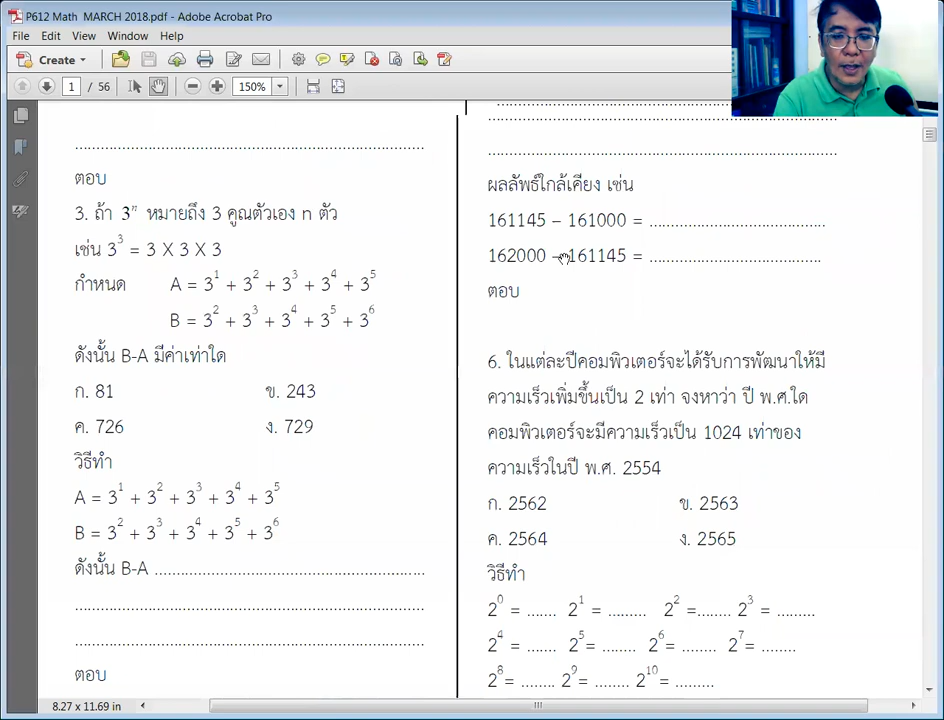 P612 Math MARCH 2018.pdf - Adobe Acrobat Pro
File Edit View Window Help
Create
1 / 56 150%
ตอบ
3. ถ้า 3ⁿ หมายถึง 3 คูณตัวเอง n ตัว
เช่น 3³ = 3 X 3 X 3
กำหนด A = 3¹ + 3² + 3³ + 3⁴ + 3⁵
B = 3² + 3³ + 3⁴ + 3⁵ + 3⁶
ดังนั้น B-A มีค่าเท่าใด
ก. 81 ข. 243
ค. 726 ง. 729
วิธีทำ
A = 3¹ + 3² + 3³ + 3⁴ + 3⁵
B = 3² + 3³ + 3⁴ + 3⁵ + 3⁶
ดังนั้น B-A ......................................................................
ตอบ
ผลลัพธ์ใกล้เคียง เช่น
161145 – 161000 = .............................................
162000 – 161145 = .............................................
ตอบ
6. ในแต่ละปีคอมพิวเตอร์จะได้รับการพัฒนาให้มี
ความเร็วเพิ่มขึ้นเป็น 2 เท่า จงหาว่า ปี พ.ศ.ใด
คอมพิวเตอร์จะมีความเร็วเป็น 1024 เท่าของ
ความเร็วในปี พ.ศ. 2554
ก. 2562 ข. 2563
ค. 2564 ง. 2565
วิธีทำ
2⁰ = ....... 2¹ = ......... 2² =........ 2³ = .........
2⁴ = ....... 2⁵= ........ 2⁶= ........ 2⁷= ........
2⁸= ........ 2⁹= ........ 2¹⁰= .........
8.27 x 11.69 in